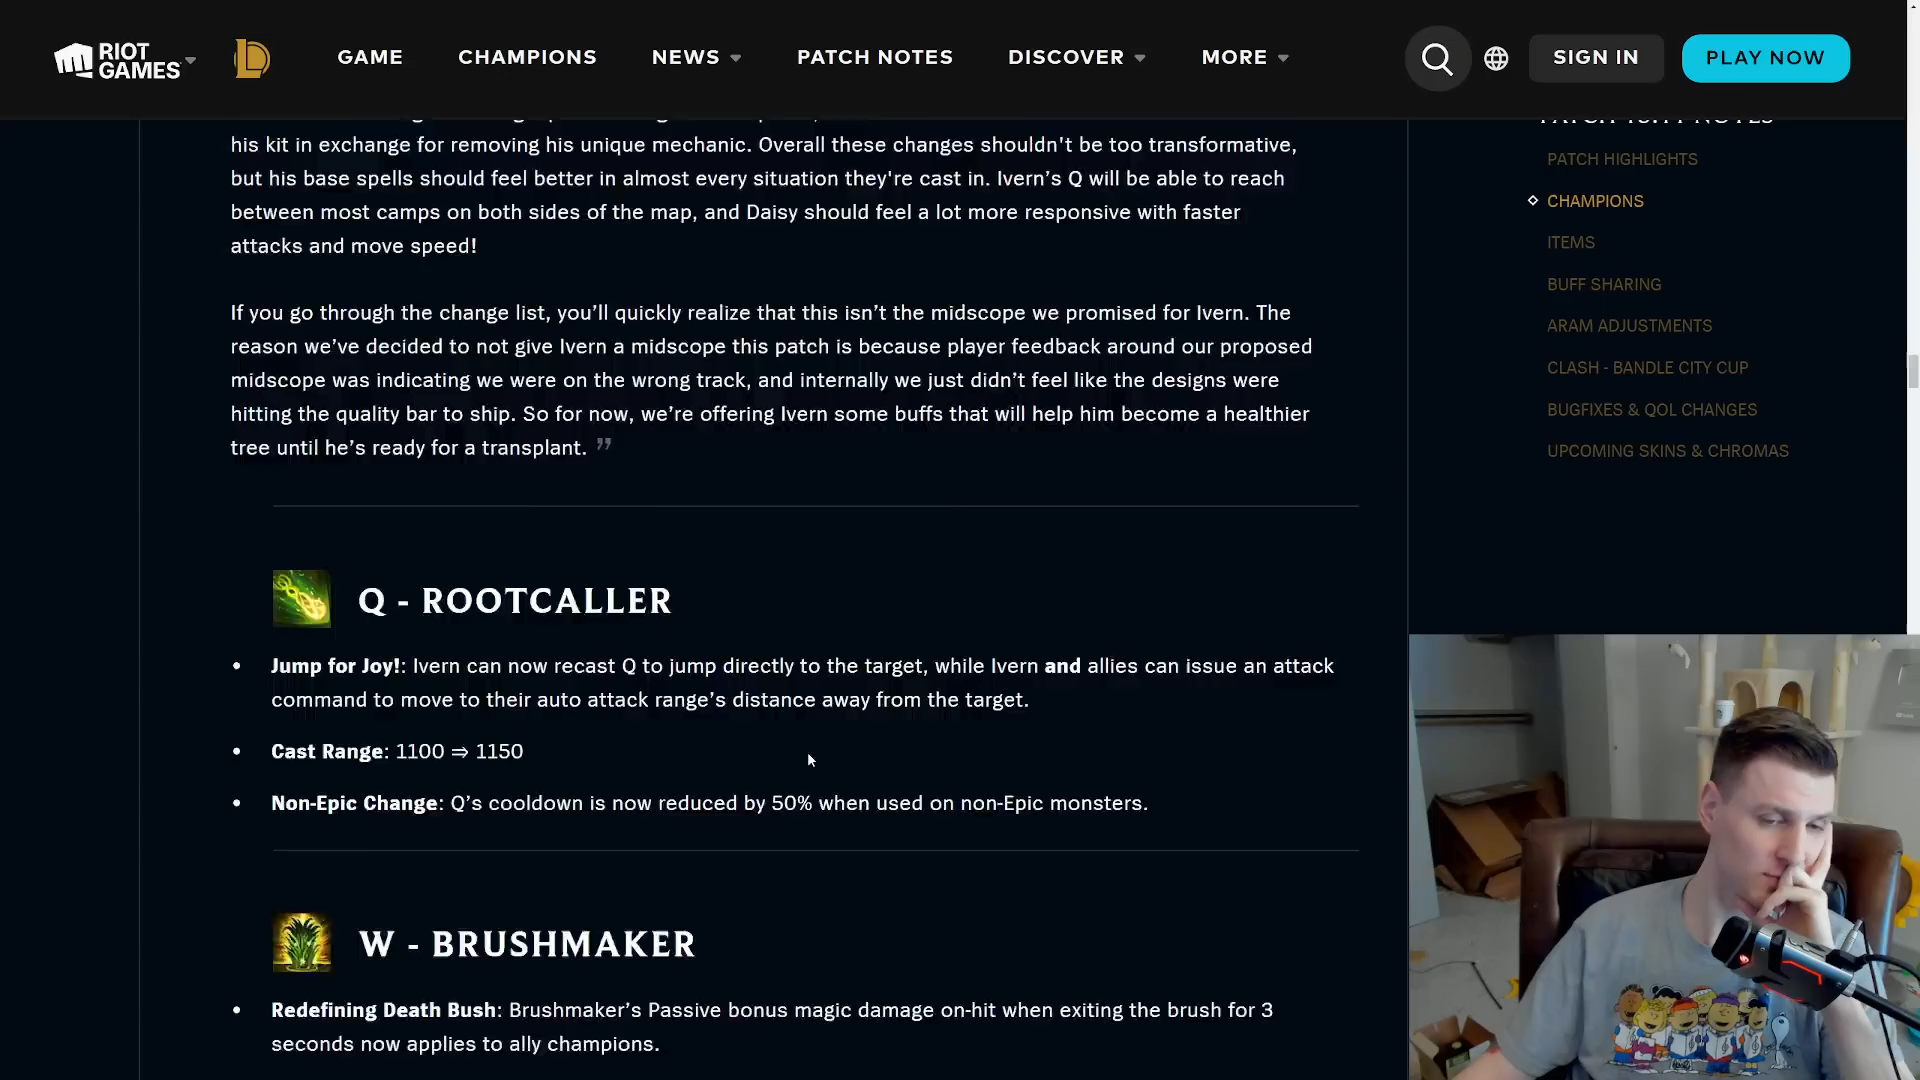 RIOT
GAMES
GAME
CHAMPIONS
NEWS
PATCH NOTES
DISCOVER
MORE
SIGN IN
PLAY NOW
his kit in exchange for removing his unique mechanic. Overall these changes shouldn't be too transformative,
but his base spells should feel better in almost every situation they're cast in. Ivern’s Q will be able to reach
between most camps on both sides of the map, and Daisy should feel a lot more responsive with faster
attacks and move speed!
If you go through the change list, you’ll quickly realize that this isn’t the midscope we promised for Ivern. The
reason we’ve decided to not give Ivern a midscope this patch is because player feedback around our proposed
midscope was indicating we were on the wrong track, and internally we just didn’t feel like the designs were
hitting the quality bar to ship. So for now, we’re offering Ivern some buffs that will help him become a healthier
tree until he’s ready for a transplant. ”
Q - ROOTCALLER
• Jump for Joy!: Ivern can now recast Q to jump directly to the target, while Ivern and allies can issue an attack
command to move to their auto attack range’s distance away from the target.
• Cast Range: 1100 ⇒ 1150
• Non-Epic Change: Q’s cooldown is now reduced by 50% when used on non-Epic monsters.
W - BRUSHMAKER
• Redefining Death Bush: Brushmaker’s Passive bonus magic damage on-hit when exiting the brush for 3
seconds now applies to ally champions.
PATCH HIGHLIGHTS
CHAMPIONS
ITEMS
BUFF SHARING
ARAM ADJUSTMENTS
CLASH - BANDLE CITY CUP
BUGFIXES & QOL CHANGES
UPCOMING SKINS & CHROMAS